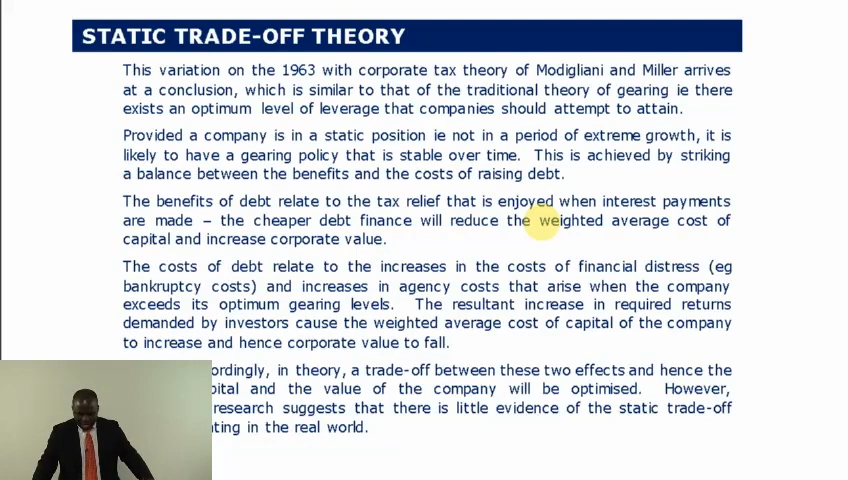 STATIC TRADE-OFF THEORY
This variation on the 1963 with corporate tax theory of Modigliani and Miller arrives
at a conclusion, which is similar to that of the traditional theory of gearing ie there
exists an optimum level of leverage that companies should attempt to attain.
Provided a company is in a static position ie not in a period of extreme growth, it is
likely to have a gearing policy that is stable over time. This is achieved by striking
a balance between the benefits and the costs of raising debt.
The benefits of debt relate to the tax relief that is enjoyed when interest payments
are made – the cheaper debt finance will reduce the weighted average cost of
capital and increase corporate value.
The costs of debt relate to the increases in the costs of financial distress (eg
bankruptcy costs) and increases in agency costs that arise when the company
exceeds its optimum gearing levels. The resultant increase in required returns
demanded by investors cause the weighted average cost of capital of the company
to increase and hence corporate value to fall.
in theory, a trade-off between these two effects and hence the
and the value of the company will be optimised. However,
research suggests that there is little evidence of the static trade-off
in the real world.